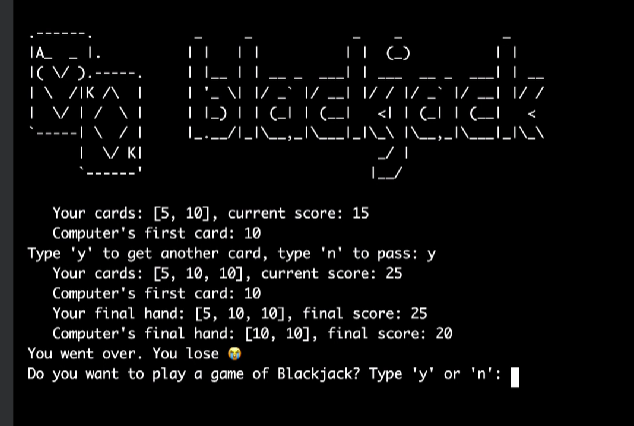 blackjack
A
K
K
Your cards: [5, 10], current score: 15
Computer's first card: 10
Type 'y' to get another card, type 'n' to pass: y
Your cards: [5, 10, 10], current score: 25
Computer's first card: 10
Your final hand: [5, 10, 10], final score: 25
Computer's final hand: [10, 10], final score: 20
You went over. You lose 😭
Do you want to play a game of Blackjack? Type 'y' or 'n':